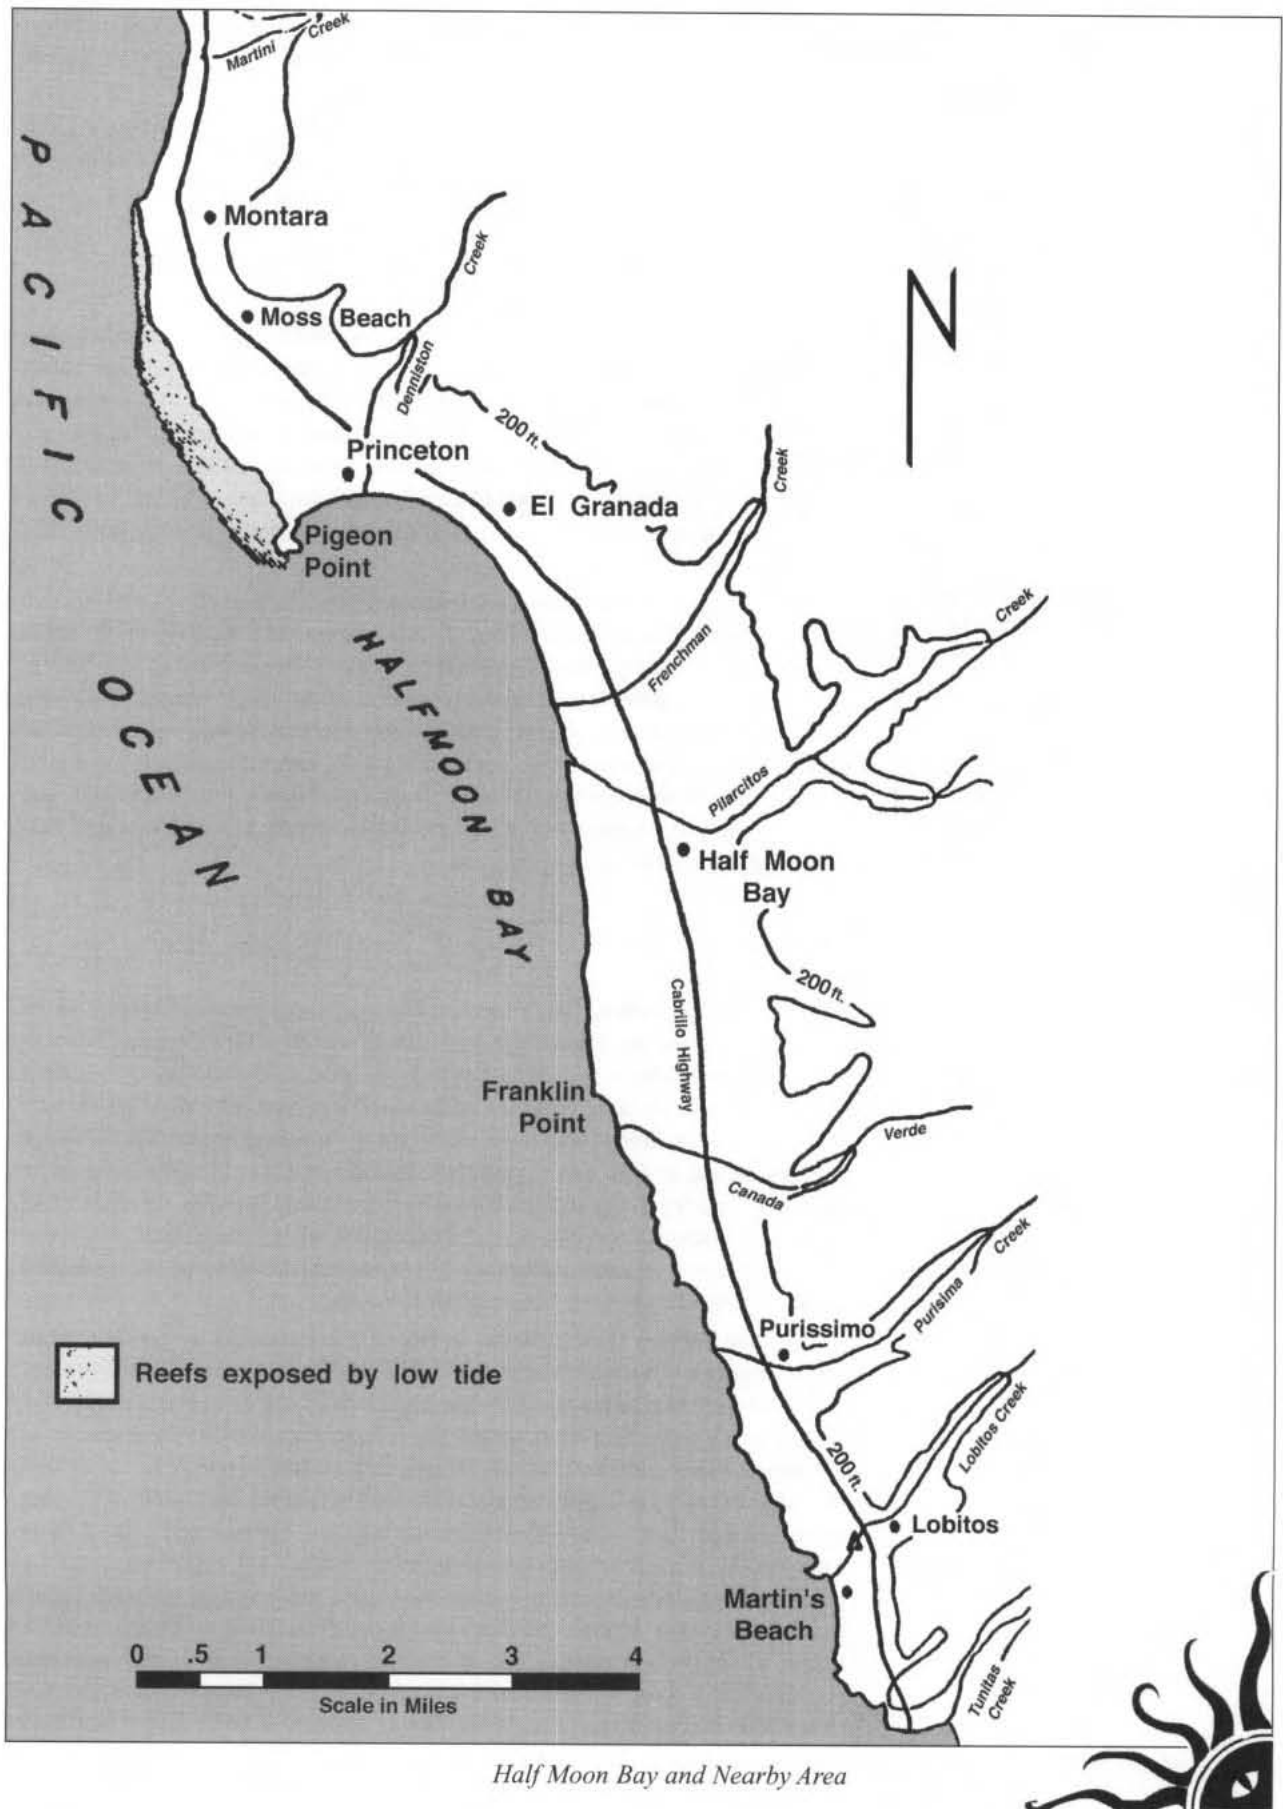 Martini Creek
PACIFIC OCEAN
Montara
Creek
Moss Beach
Denniston
200 ft.
N
Princeton
Creek
El Granada
Pigeon
Point
Creek
HALFMOON BAY
Frenchman
Pilarcitos
Half Moon
Bay
200 ft.
Cabrillo Highway
Franklin
Point
Verde
Canada
Creek
Purisima
Purissimo
Reefs exposed by low tide
Lobitos Creek
200 ft.
Lobitos
Martin's
Beach
0 .5 1 2 3 4
Scale in Miles
Tunitas
Creek
Half Moon Bay and Nearby Area